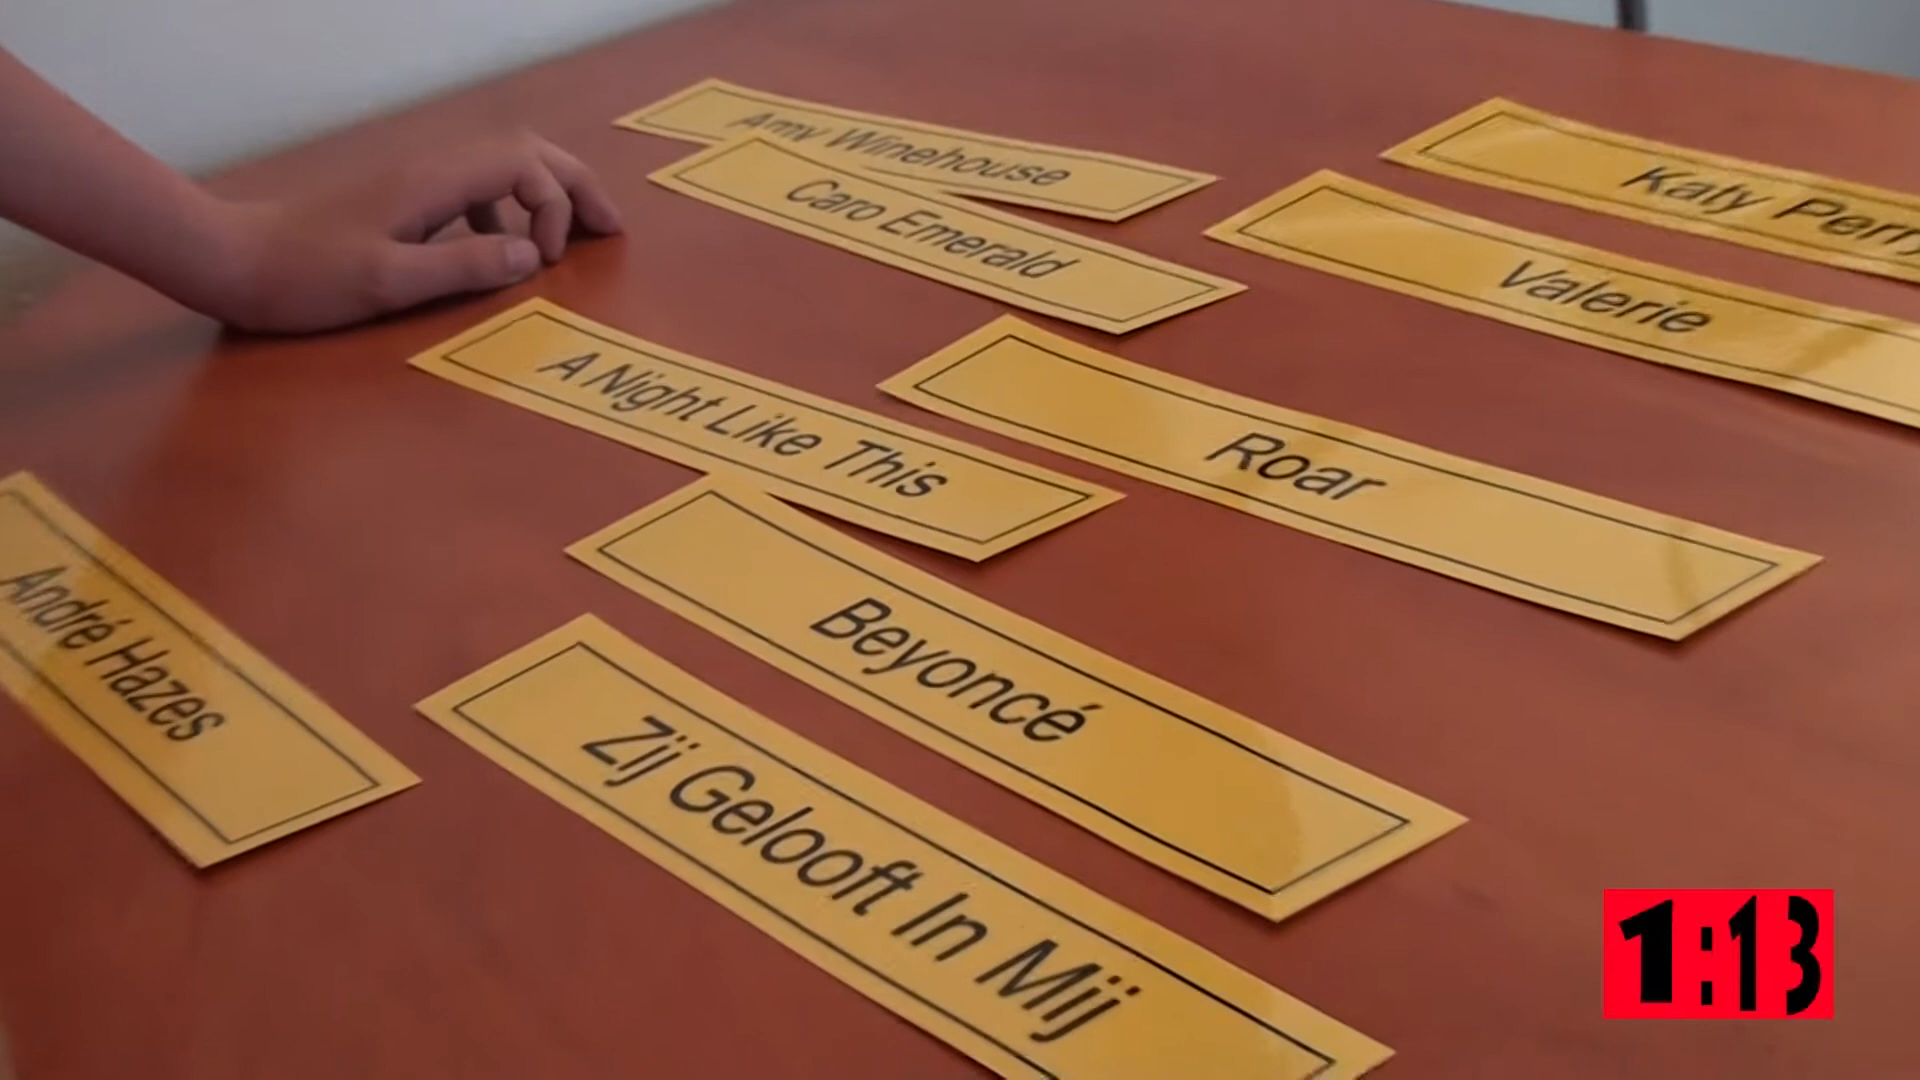 Amy Winehouse
Katy Perry
Caro Emerald
Valerie
A Night Like This
Roar
André Hazes
Beyoncé
Zij Gelooft In Mij
1:13